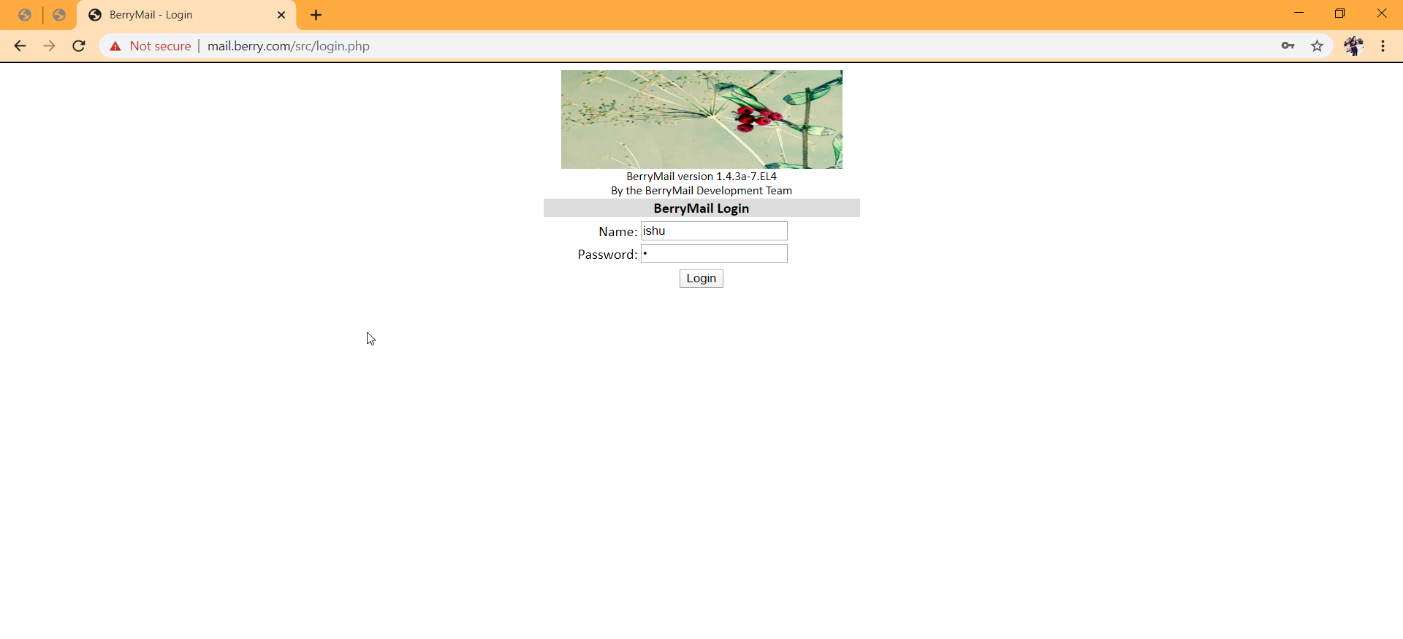 BerryMail - Login
Not secure | mail.berry.com/src/login.php
BerryMail version 1.4.3a-7.EL4
By the BerryMail Development Team
BerryMail Login
Name: ishu
Password: •
Login